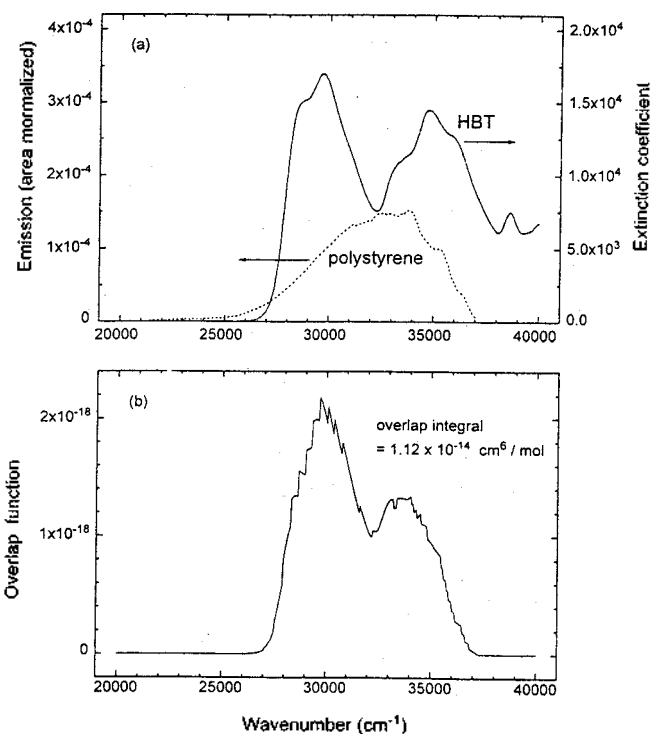 (a)
4x10-4
3x10-4
2x10-4
1x10-4
0
Emission (area mormalized)
2.0x10⁴
1.5x10⁴
1.0x10⁴
5.0x10³
0.0
Extinction coefficient
HBT
polystyrene
20000 25000 30000 35000 40000
(b)
2x10-18
1x10-18
0
Overlap function
overlap integral
= 1.12 x 10-14 cm6 / mol
20000 25000 30000 35000 40000
Wavenumber (cm-1)